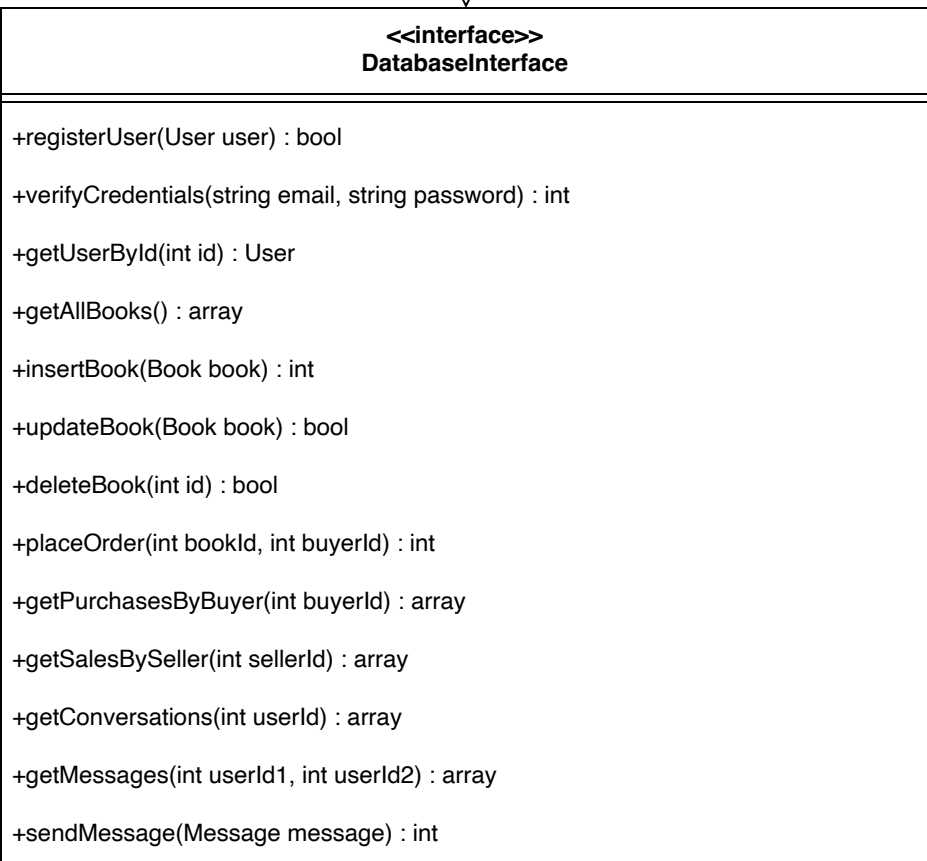 <<interface>>
DatabaseInterface
+registerUser(User user) : bool
+verifyCredentials(string email, string password) : int
+getUserById(int id) : User
+getAllBooks() : array
+insertBook(Book book) : int
+updateBook(Book book) : bool
+deleteBook(int id) : bool
+placeOrder(int bookId, int buyerId) : int
+getPurchasesByBuyer(int buyerId) : array
+getSalesBySeller(int sellerId) : array
+getConversations(int userId) : array
+getMessages(int userId1, int userId2) : array
+sendMessage(Message message) : int